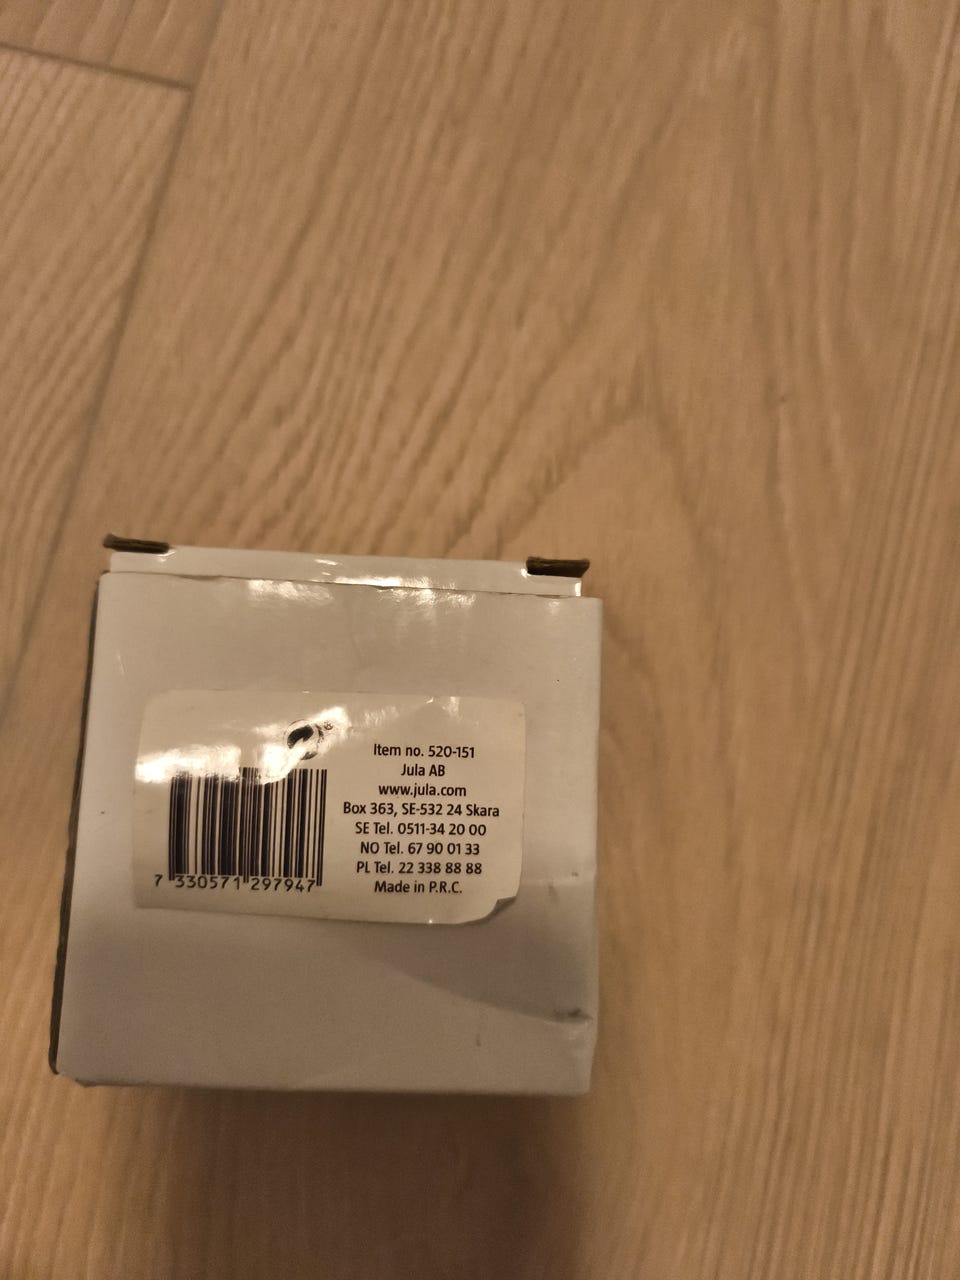 Item no. 520-151
Jula AB
www.jula.com
Box 363, SE-532 24 Skara
SE Tel. 0511-34 20 00
NO Tel. 67 90 01 33
PL Tel. 22 338 88 88
Made in P.R.C.
7 330571 297947